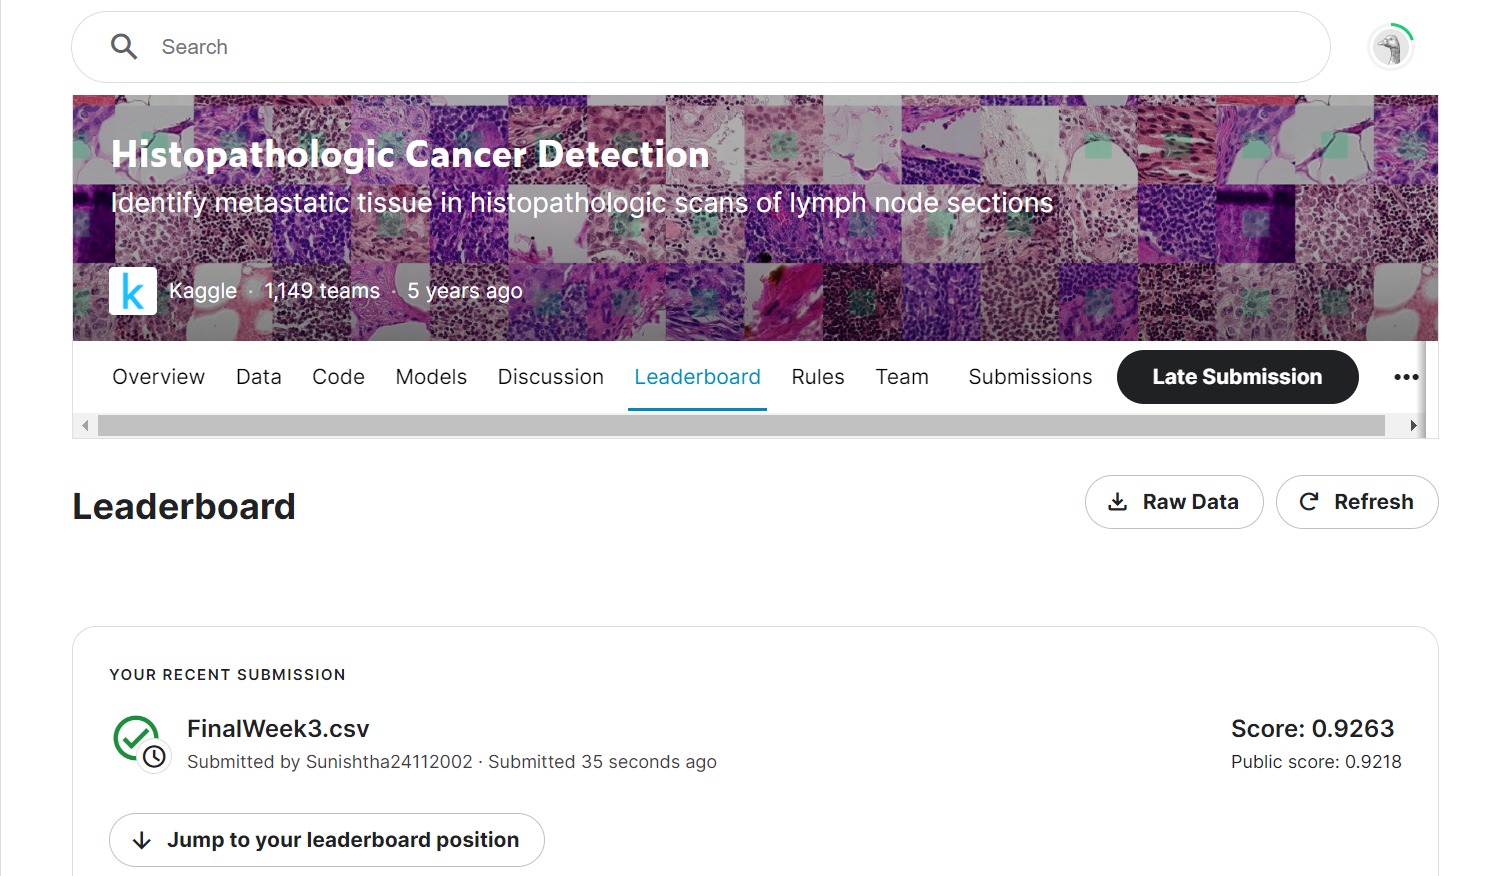 Search
Histopathologic Cancer Detection
Identify metastatic tissue in histopathologic scans of lymph node sections
k
Kaggle · 1,149 teams · 5 years ago
Overview Data Code Models Discussion Leaderboard Rules Team Submissions Late Submission
Leaderboard
Raw Data
Refresh
YOUR RECENT SUBMISSION
FinalWeek3.csv
Submitted by Sunishtha24112002 · Submitted 35 seconds ago
Score: 0.9263
Public score: 0.9218
Jump to your leaderboard position